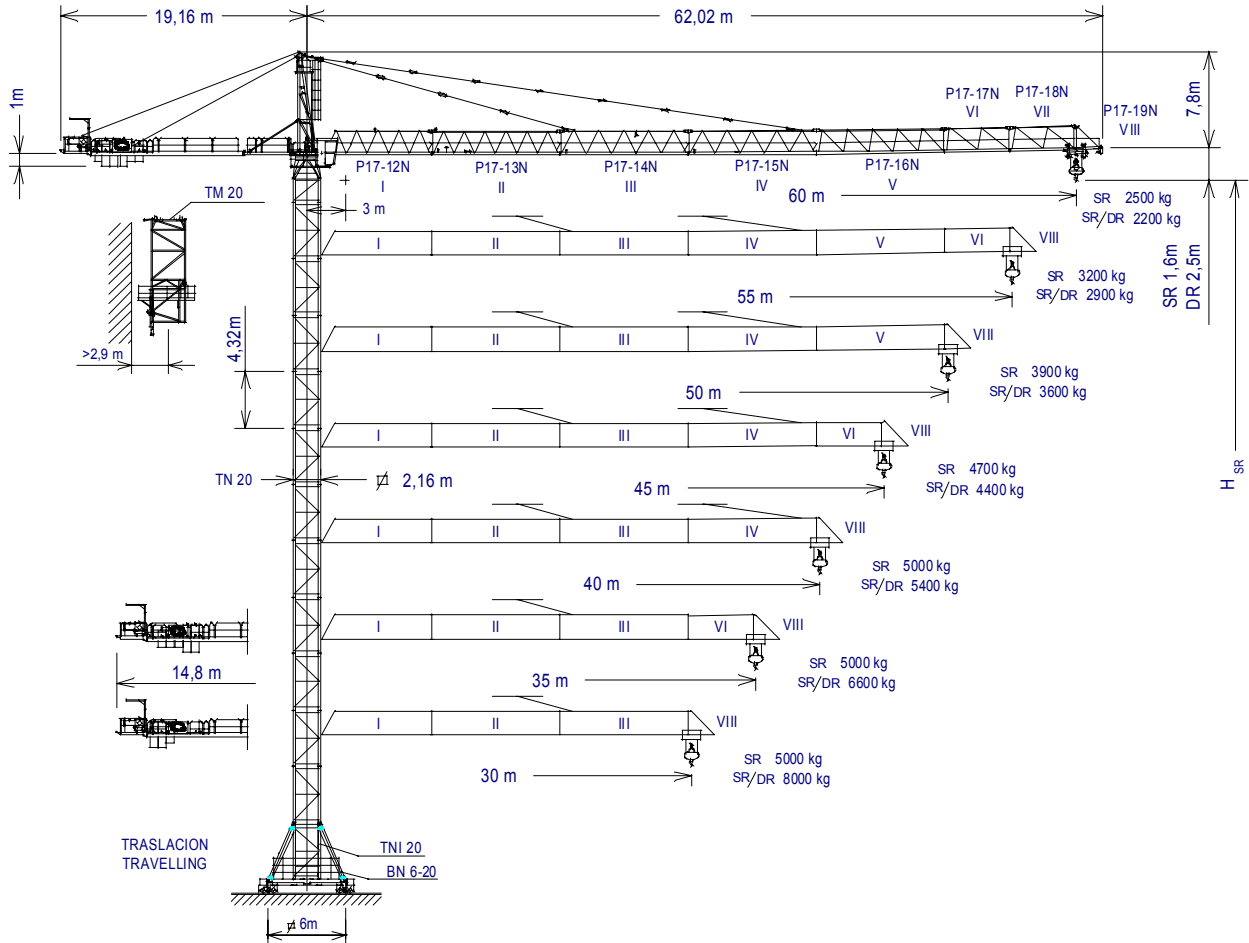 19,16 m
62,02 m
1m
7,8m
P17-17N
VI
P17-18N
VII
P17-19N
VIII
P17-12N
I
P17-13N
II
P17-14N
III
P17-15N
IV
P17-16N
V
TM 20
3 m
60 m
SR 2500 kg
SR/DR 2200 kg
SR 1,6m
DR 2,5m
H SR
I II III IV V VI VIII
55 m
SR 3200 kg
SR/DR 2900 kg
>2,9 m
4,32m
I II III IV V VIII
50 m
SR 3900 kg
SR/DR 3600 kg
I II III IV VI VIII
TN 20
2,16 m
45 m
SR 4700 kg
SR/DR 4400 kg
I II III IV VIII
40 m
SR 5000 kg
SR/DR 5400 kg
I II III VI VIII
14,8 m
35 m
SR 5000 kg
SR/DR 6600 kg
I II III VIII
30 m
SR 5000 kg
SR/DR 8000 kg
TRASLACION
TRAVELLING
TNI 20
BN 6-20
6m